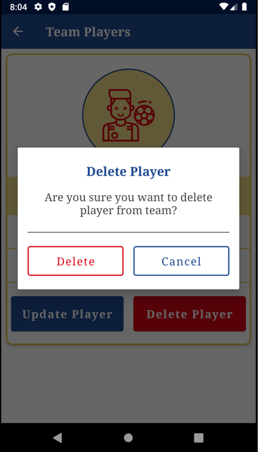 8:04
Team Players
Delete Player
Are you sure you want to delete
player from team?
Delete Cancel
Update Player Delete Player